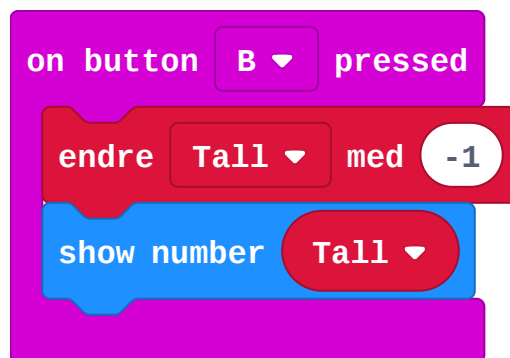 on button B pressed
endre Tall med -1
show number Tall